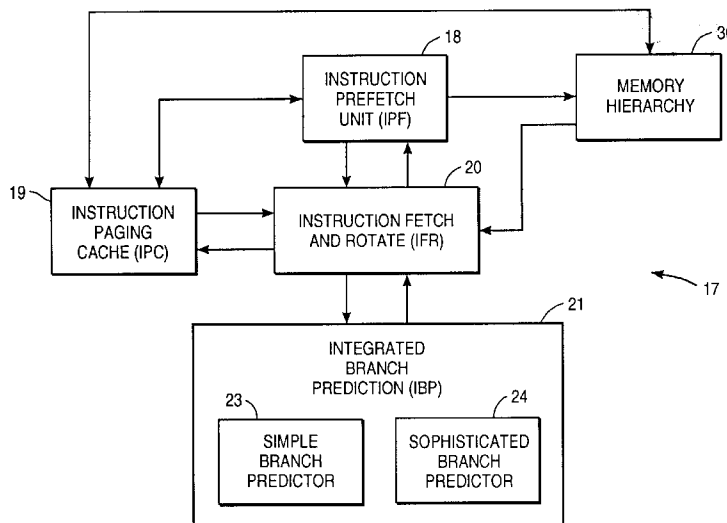 18
30
INSTRUCTION
PREFETCH
UNIT (IPF)
MEMORY
HIERARCHY
19
INSTRUCTION
PAGING
CACHE (IPC)
20
INSTRUCTION FETCH
AND ROTATE (IFR)
17
21
INTEGRATED
BRANCH
PREDICTION (IBP)
23
SIMPLE
BRANCH
PREDICTOR
24
SOPHISTICATED
BRANCH
PREDICTOR